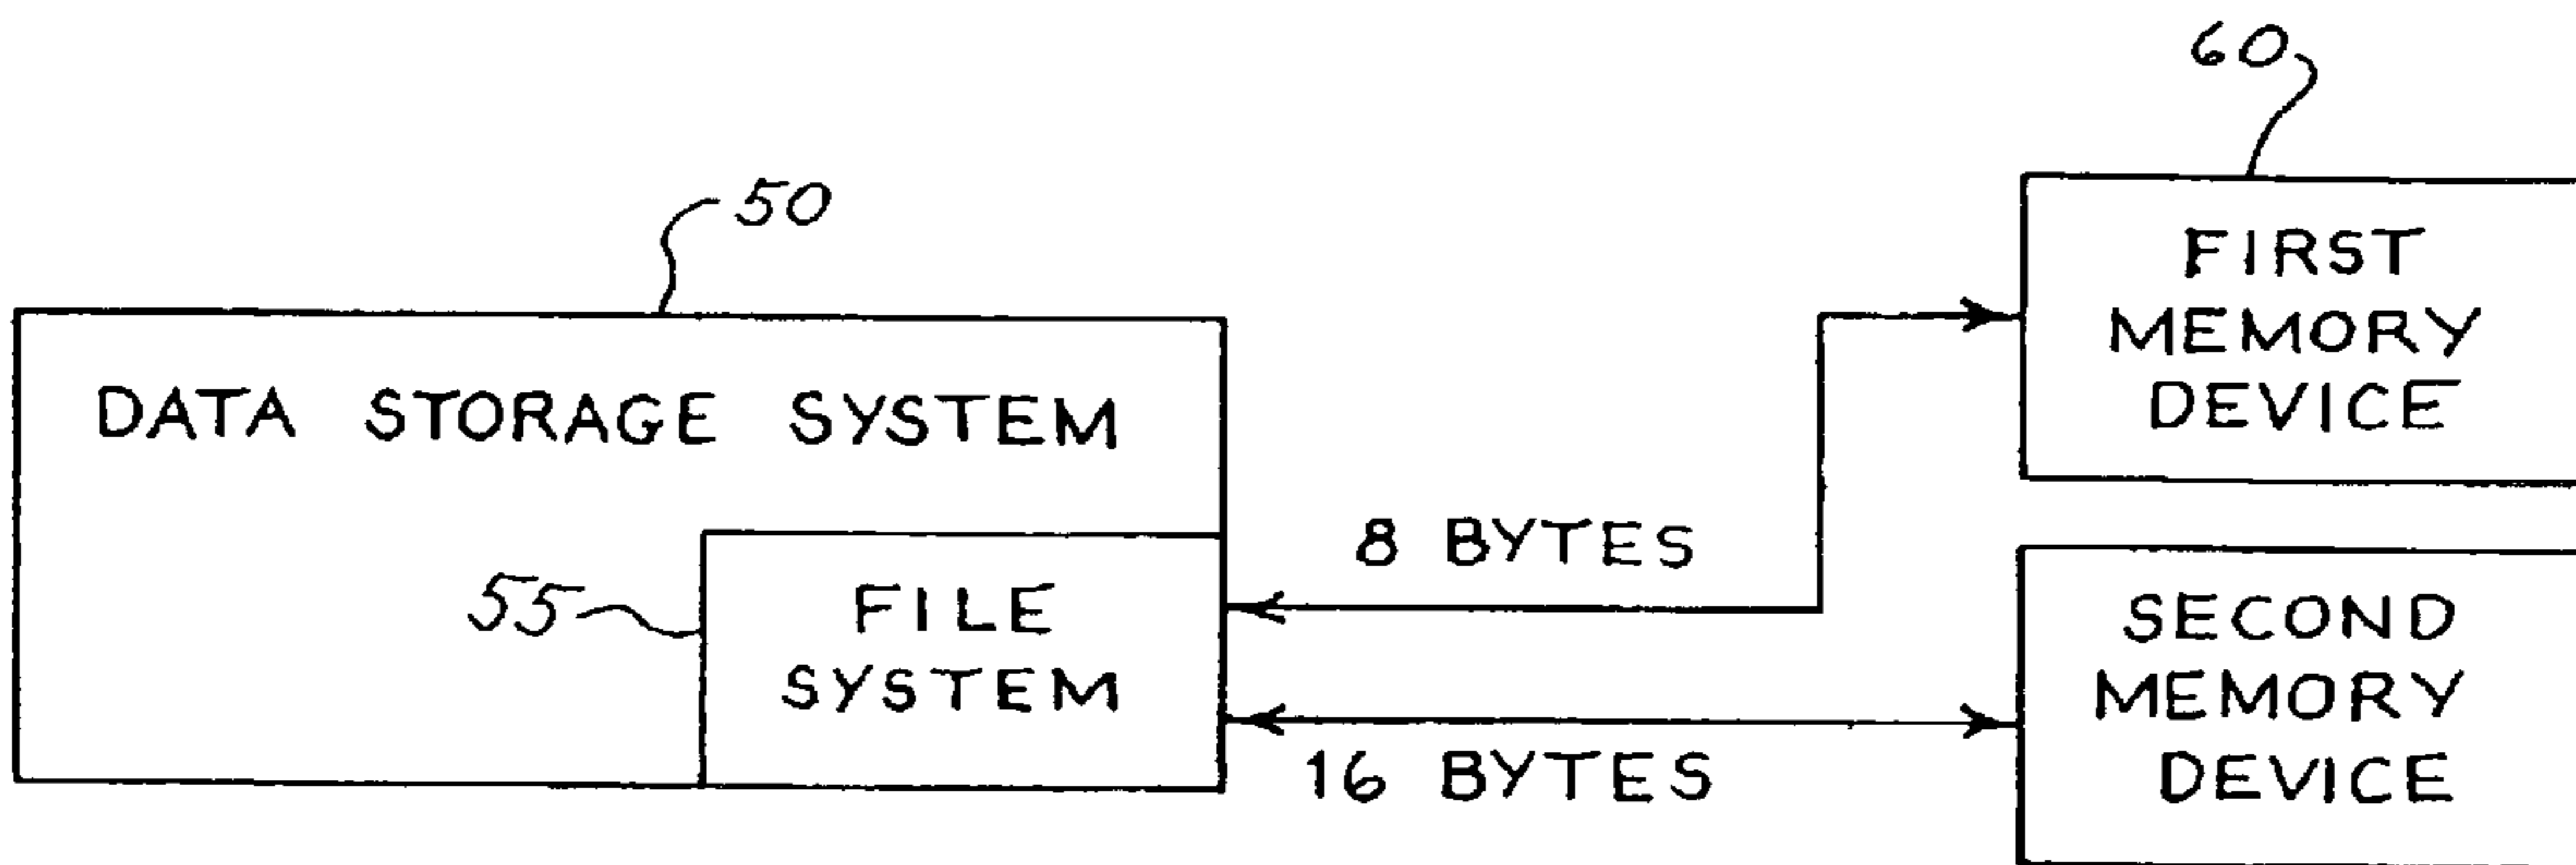 60
50
FIRST
MEMORY
DEVICE
DATA STORAGE SYSTEM
8 BYTES
55
FILE
SYSTEM
SECOND
MEMORY
DEVICE
16 BYTES